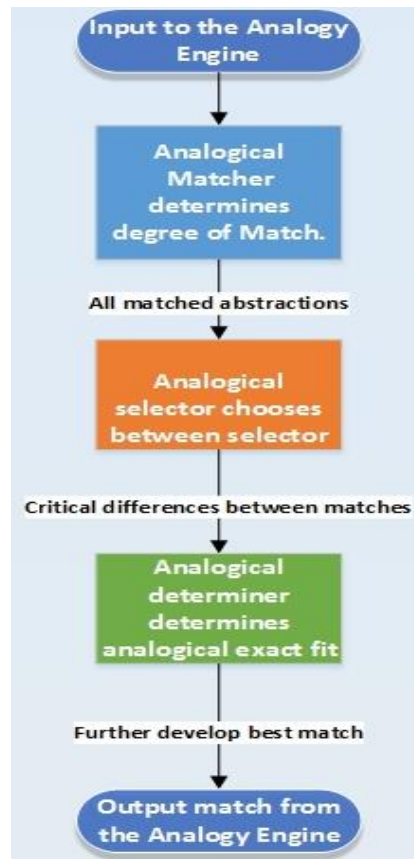 Input to the Analogy
Engine
Analogical
Matcher
determines
degree of Match.
All matched abstractions
Analogical
selector chooses
between selector
Critical differences between matches
Analogical
determiner
determines
analogical exact fit
Further develop best match
Output match from
the Analogy Engine